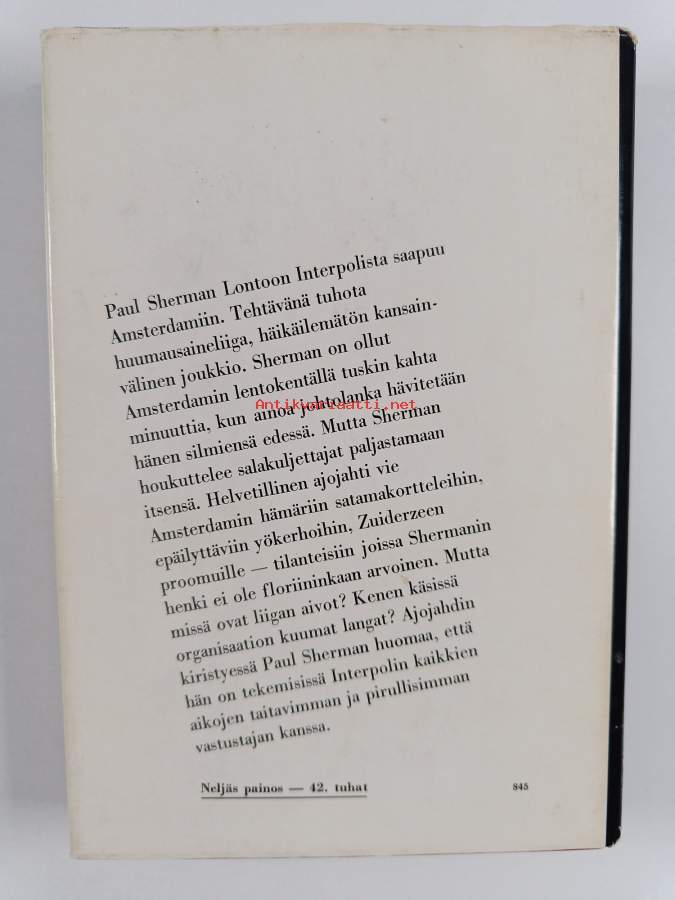 Paul Sherman Lontoon Interpolista saapuu
Amsterdamiin. Tehtävänä tuhota
huumausaineliiga, häikäilemätön kansain-
välinen joukkio. Sherman on ollut
Amsterdamin lentokentällä tuskin kahta
minuuttia, kun ainoa johtolanka hävitetään
Antikvariaatti.net
hänen silmiensä edessä. Mutta Sherman
houkuttelee salakuljettajat paljastamaan
itsensä. Helvetillinen ajojahti vie
Amsterdamin hämäriin satamakortteleihin,
epäilyttäviin yökerhoihin, Zuiderzeen
proomuille — tilanteisiin joissa Shermanin
henki ei ole floriininkaan arvoinen. Mutta
missä ovat liigan aivot? Kenen käsissä
organisaation kuumat langat? Ajojahdin
kiristyessä Paul Sherman huomaa, että
hän on tekemisissä Interpolin kaikkien
aikojen taitavimman ja pirullisimman
vastustajan kanssa.
Neljäs painos — 42. tuhat
845